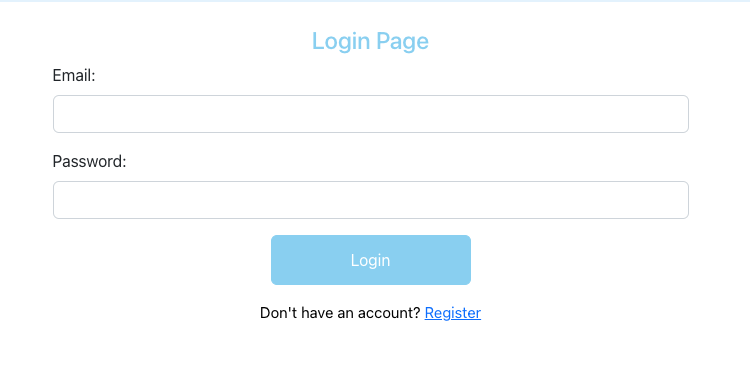 Login Page
Email:
Password:
Login
Don't have an account? Register